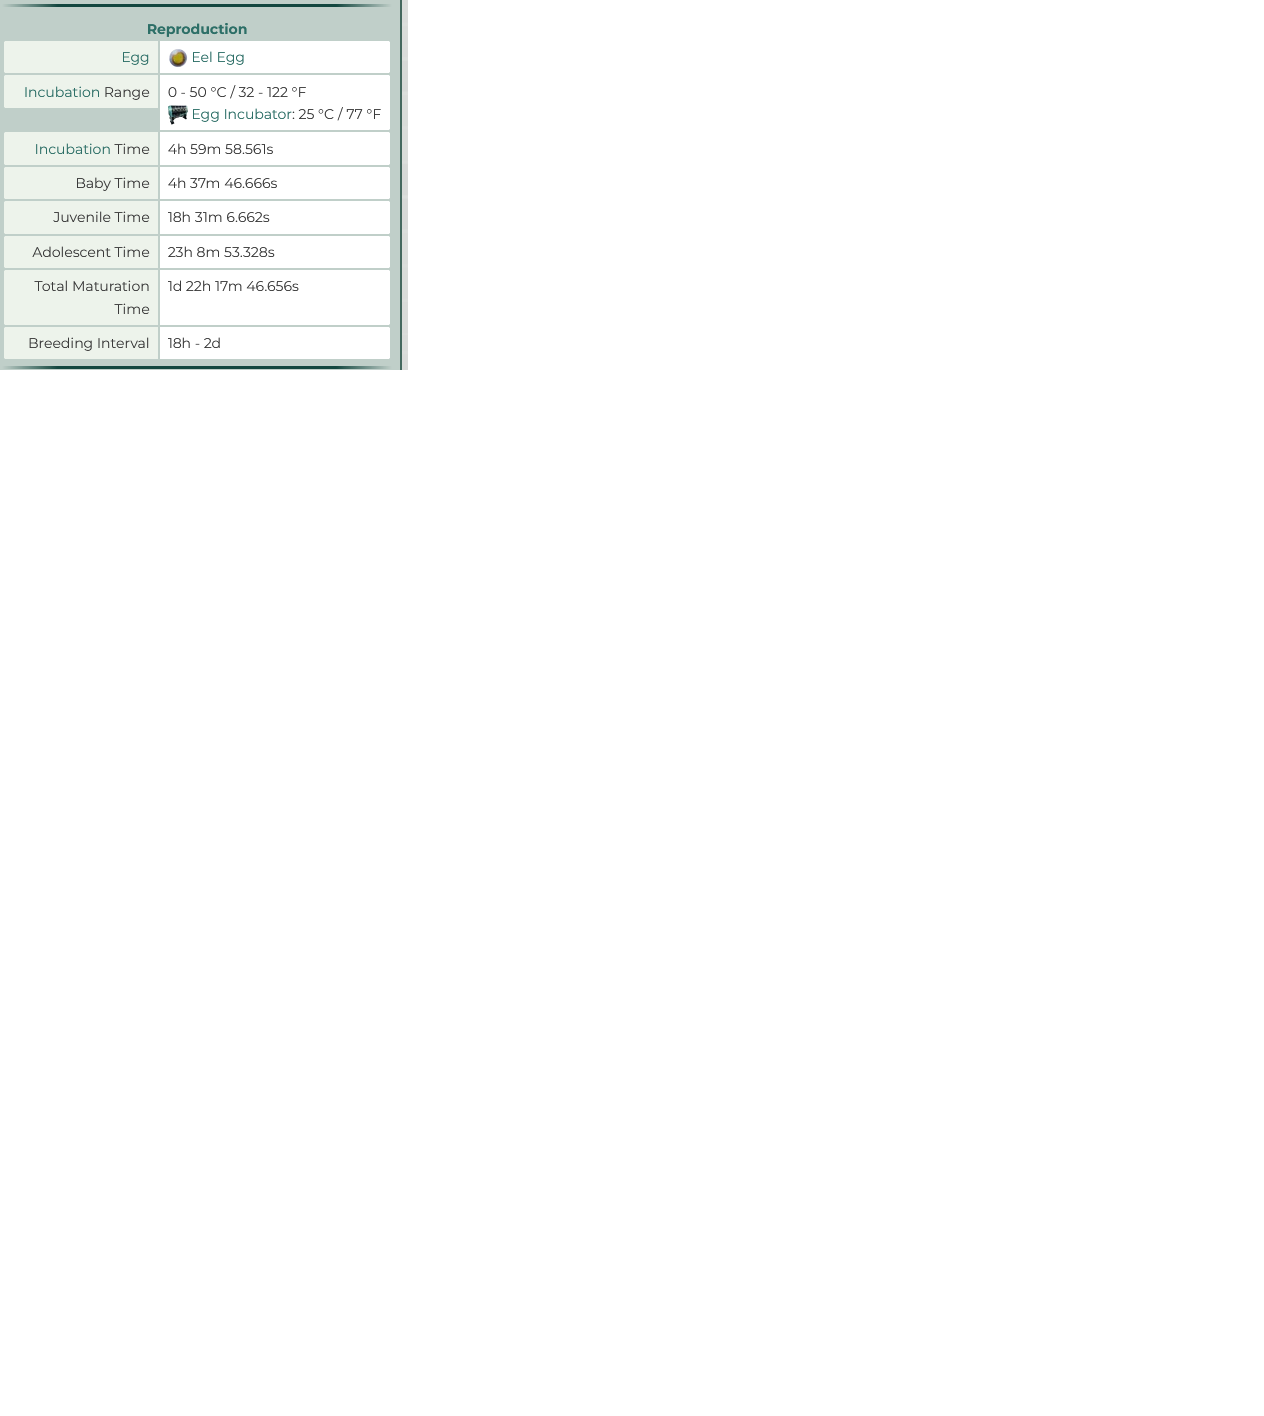 Reproduction
Egg
Eel Egg
Incubation Range
0 - 50 °C / 32 - 122 °F
Egg Incubator: 25 °C / 77 °F
Incubation Time
4h 59m 58.561s
Baby Time
4h 37m 46.666s
Juvenile Time
18h 31m 6.662s
Adolescent Time
23h 8m 53.328s
Total Maturation
Time
1d 22h 17m 46.656s
Breeding Interval
18h - 2d